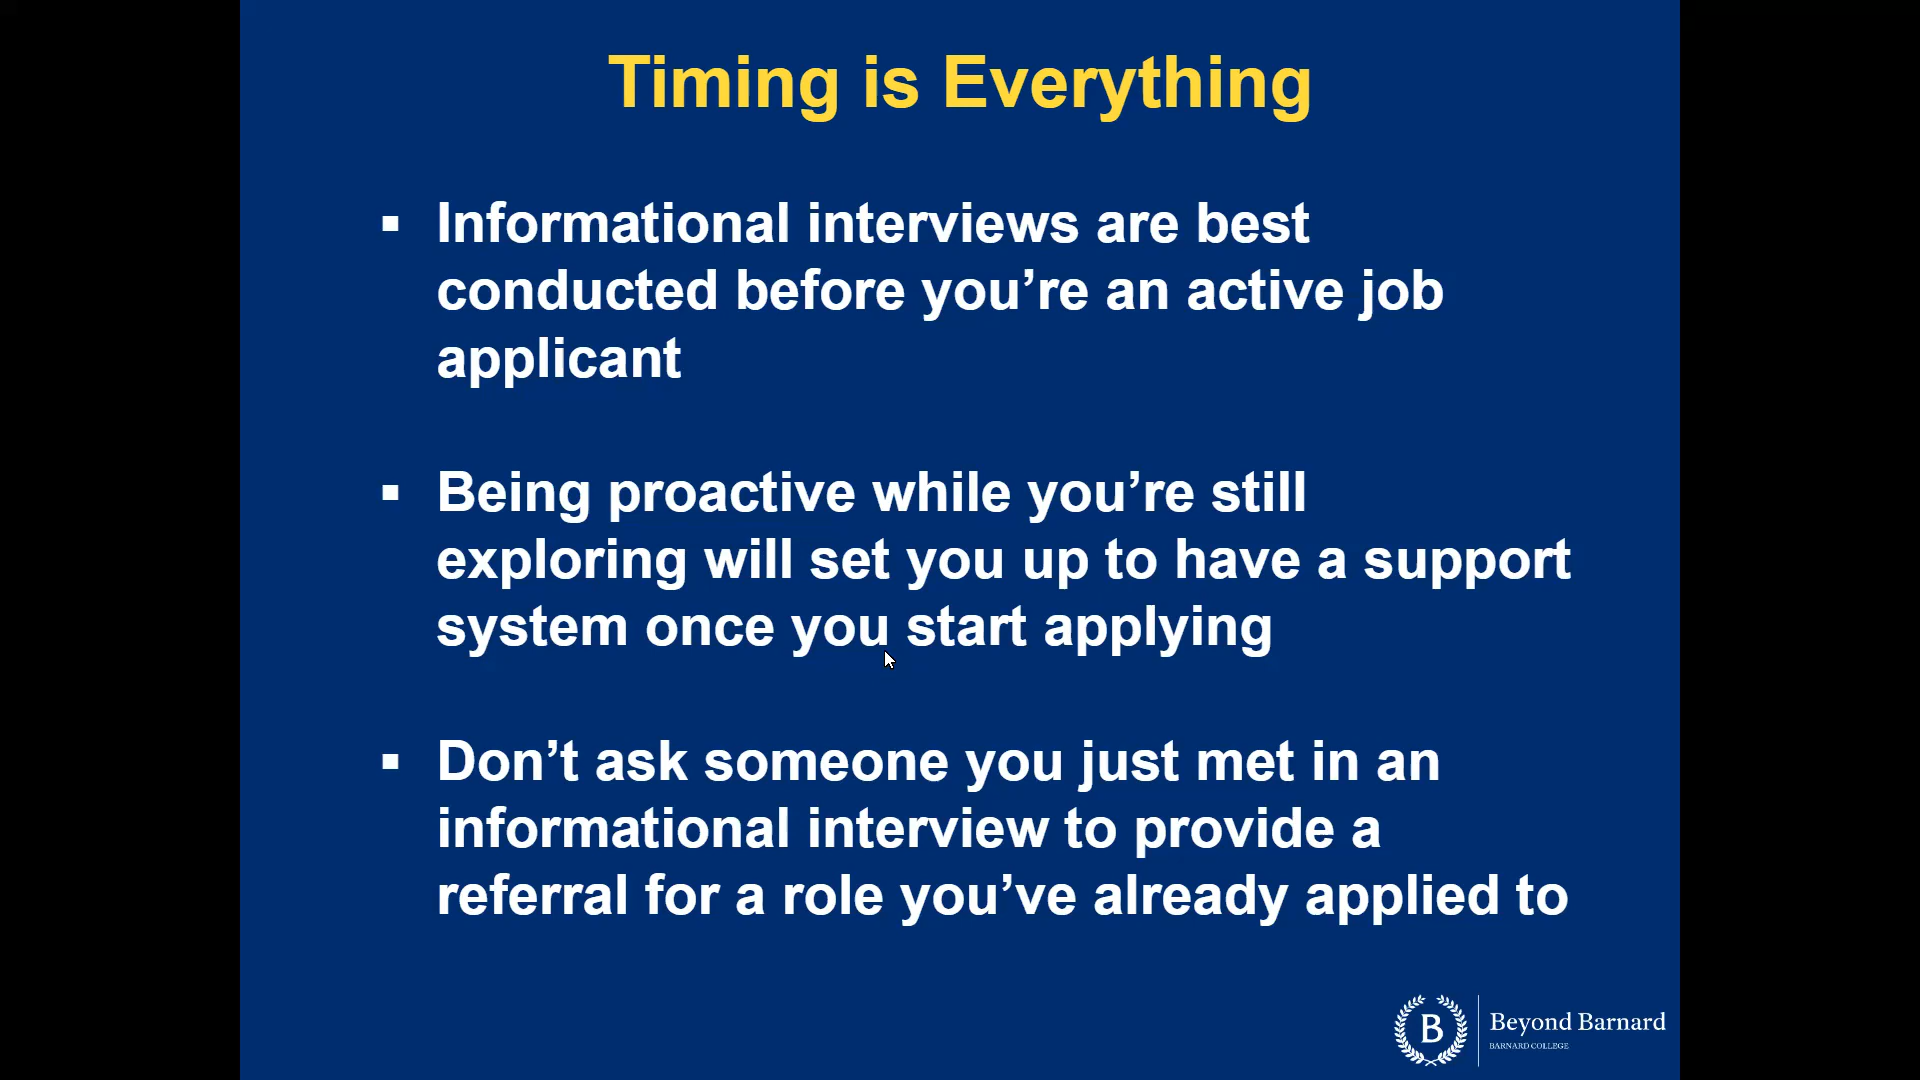 Timing is Everything
▪ Informational interviews are best
conducted before you’re an active job
applicant
▪ Being proactive while you’re still
exploring will set you up to have a support
system once you start applying
▪ Don’t ask someone you just met in an
informational interview to provide a
referral for a role you’ve already applied to
B
Beyond Barnard
BARNARD COLLEGE